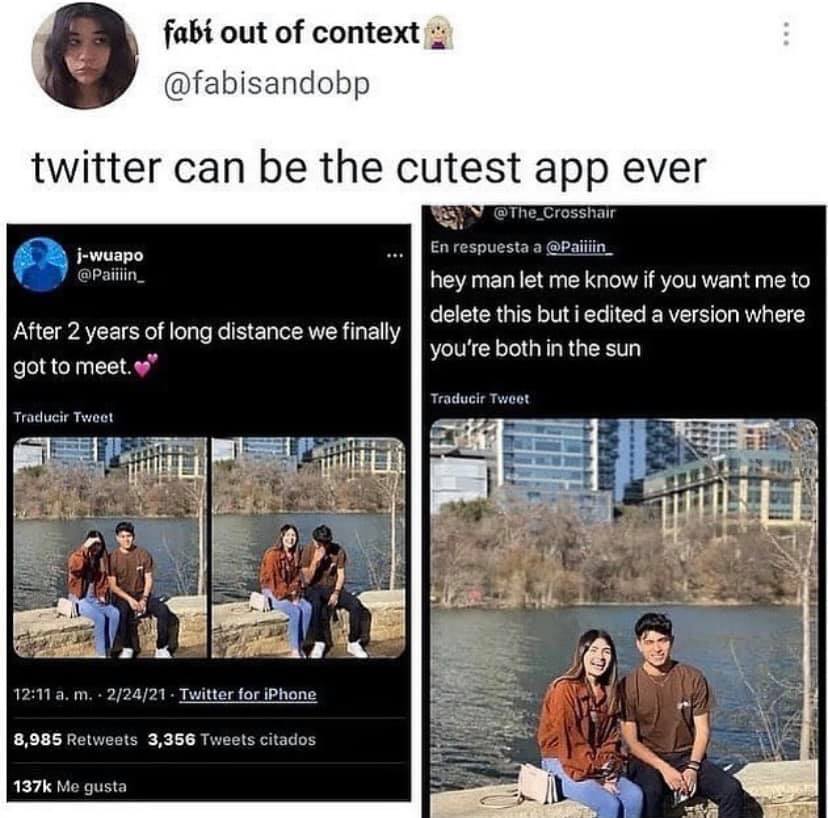 fabí out of context👸🏼
@fabisandobp
twitter can be the cutest app ever
j-wuapo
@Paiiiin_
After 2 years of long distance we finally
got to meet.💕
Traducir Tweet
12:11 a. m. · 2/24/21 · Twitter for iPhone
8,985 Retweets 3,356 Tweets citados
137k Me gusta
@The_Crosshair
En respuesta a @Paiiiin_
hey man let me know if you want me to
delete this but i edited a version where
you're both in the sun
Traducir Tweet